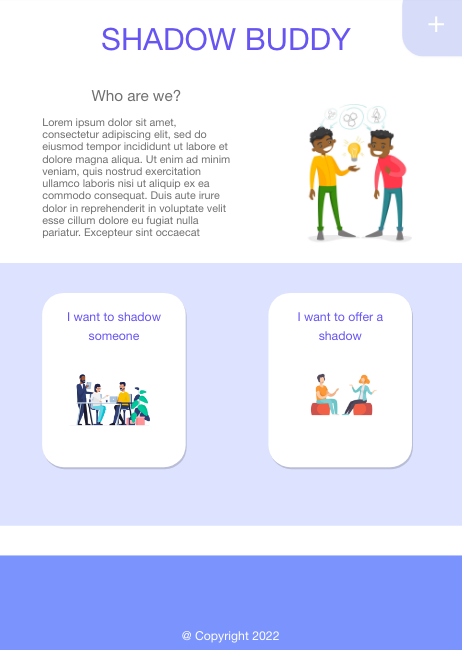 SHADOW BUDDY
+
Who are we?
Lorem ipsum dolor sit amet,
consectetur adipiscing elit, sed do
eiusmod tempor incididunt ut labore et
dolore magna aliqua. Ut enim ad minim
veniam, quis nostrud exercitation
ullamco laboris nisi ut aliquip ex ea
commodo consequat. Duis aute irure
dolor in reprehenderit in voluptate velit
esse cillum dolore eu fugiat nulla
pariatur. Excepteur sint occaecat
I want to shadow
someone
I want to offer a
shadow
@ Copyright 2022